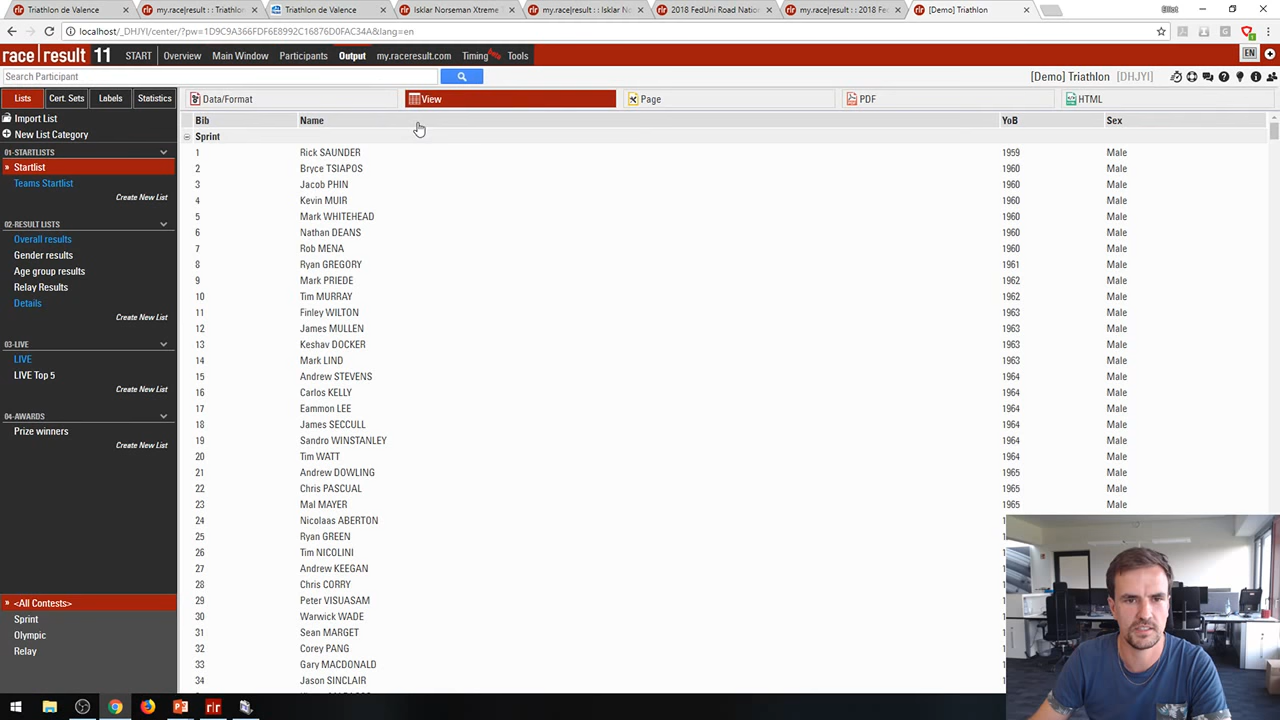 Triathlon de Valence
my.race|result :: Triathlon
Triathlon de Valence
Isklar Norseman Xtreme
my.race|result :: Isklar No
2018 FedUni Road Nation
my.race|result :: 2018 Fed
[Demo] Triathlon
Elliot
localhost/_DHJYI/center/?pw=1D9C9A366FDF6E8992C16876D0FAC34A&lang=en
race|result 11
START
Overview
Main Window
Participants
Output
my.raceresult.com
Timing
Tools
EN
Search Participant
[Demo] Triathlon [DHJYI]
Lists
Cert. Sets
Labels
Statistics
Data/Format
View
Page
PDF
HTML
Import List
New List Category
01-STARTLISTS
» Startlist
Teams Startlist
Create New List
02-RESULT LISTS
Overall results
Gender results
Age group results
Relay Results
Details
Create New List
03-LIVE
LIVE
LIVE Top 5
Create New List
04-AWARDS
Prize winners
Create New List
» <All Contests>
Sprint
Olympic
Relay
Bib Name YoB Sex
Sprint
1 Rick SAUNDER 1959 Male
2 Bryce TSIAPOS 1960 Male
3 Jacob PHIN 1960 Male
4 Kevin MUIR 1960 Male
5 Mark WHITEHEAD 1960 Male
6 Nathan DEANS 1960 Male
7 Rob MENA 1960 Male
8 Ryan GREGORY 1961 Male
9 Mark PRIEDE 1962 Male
10 Tim MURRAY 1962 Male
11 Finley WILTON 1962 Male
12 James MULLEN 1963 Male
13 Keshav DOCKER 1963 Male
14 Mark LIND 1963 Male
15 Andrew STEVENS 1964 Male
16 Carlos KELLY 1964 Male
17 Eammon LEE 1964 Male
18 James SECCULL 1964 Male
19 Sandro WINSTANLEY 1964 Male
20 Tim WATT 1964 Male
21 Andrew DOWLING 1965 Male
22 Chris PASCUAL 1965 Male
23 Mal MAYER 1965 Male
24 Nicolaas ABERTON
25 Ryan GREEN
26 Tim NICOLINI
27 Andrew KEEGAN
28 Chris CORRY
29 Peter VISUASAM
30 Warwick WADE
31 Sean MARGET
32 Corey PANG
33 Gary MACDONALD
34 Jason SINCLAIR